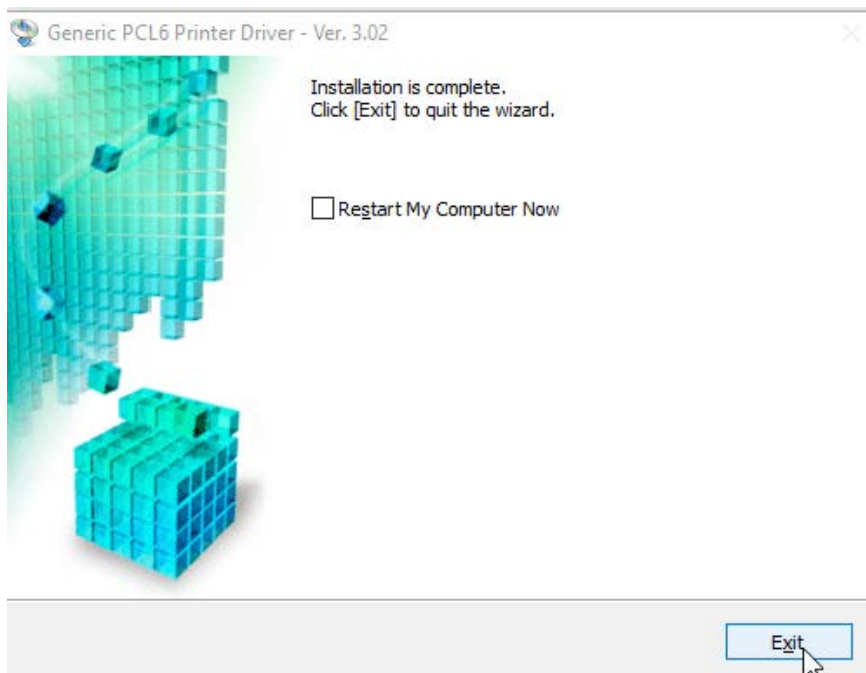 Generic PCL6 Printer Driver - Ver. 3.02
Installation is complete.
Click [Exit] to quit the wizard.
Restart My Computer Now
Exit